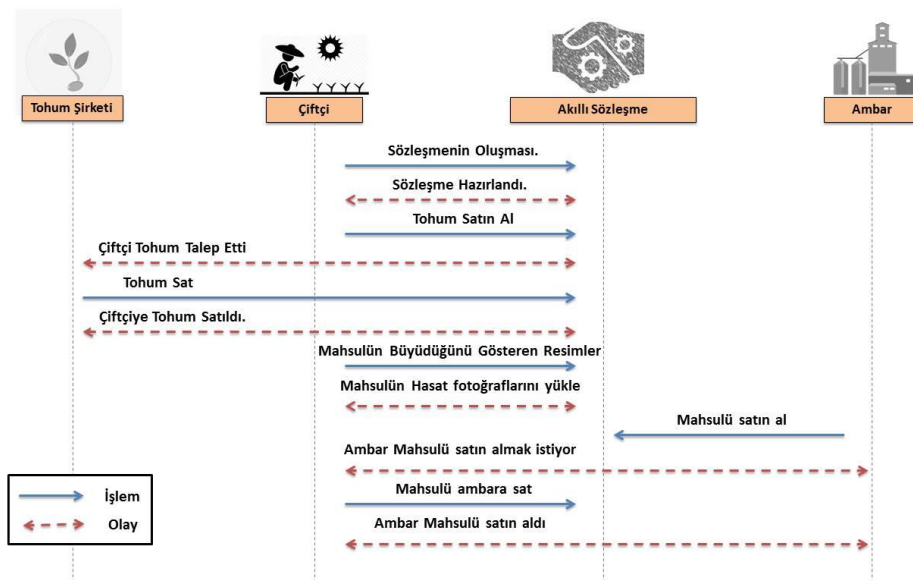 Tohum Şirketi
Çiftçi
Akıllı Sözleşme
Ambar
Sözleşmenin Oluşması.
Sözleşme Hazırlandı.
Tohum Satın Al
Çiftçi Tohum Talep Etti
Tohum Sat
Çiftçiye Tohum Satıldı.
Mahsulün Büyüdüğünü Gösteren Resimler
Mahsulün Hasat fotoğraflarını yükle
Mahsulü satın al
Ambar Mahsulü satın almak istiyor
Mahsulü ambara sat
Ambar Mahsulü satın aldı
İşlem
Olay